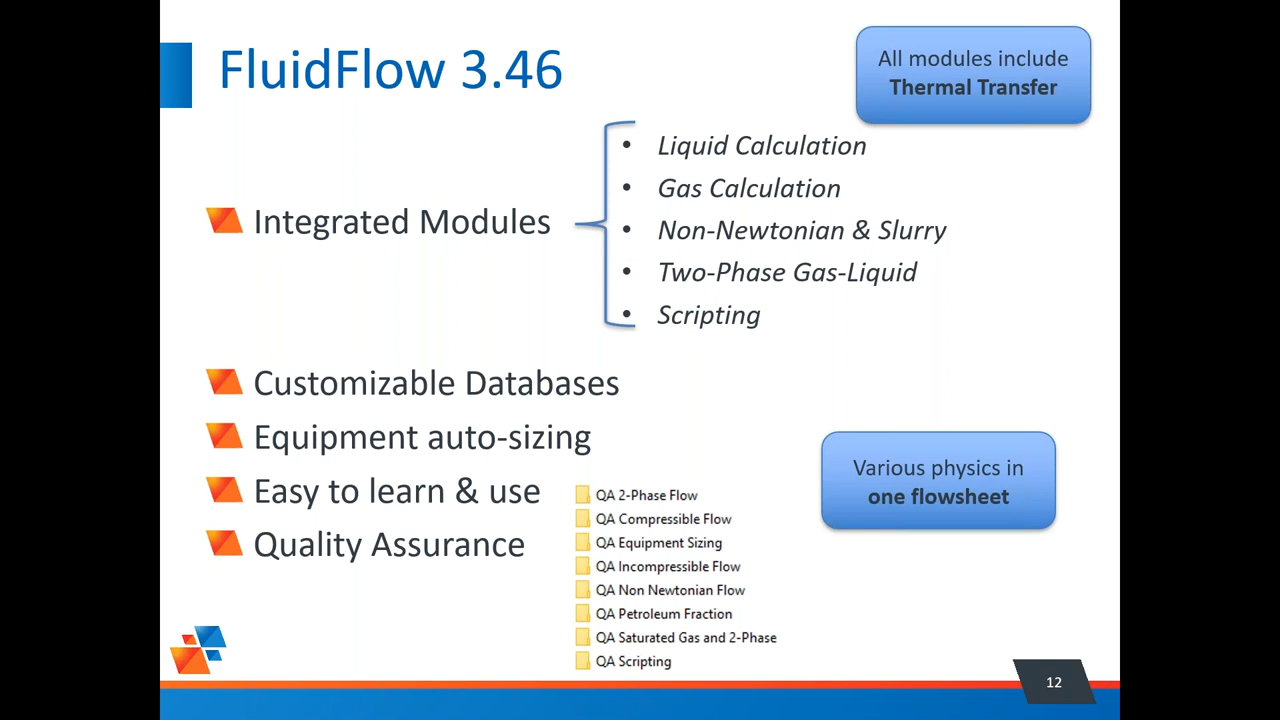 FluidFlow 3.46
All modules include
Thermal Transfer
Integrated Modules
• Liquid Calculation
• Gas Calculation
• Non-Newtonian & Slurry
• Two-Phase Gas-Liquid
• Scripting
Customizable Databases
Equipment auto-sizing
Easy to learn & use
Quality Assurance
Various physics in
one flowsheet
QA 2-Phase Flow
QA Compressible Flow
QA Equipment Sizing
QA Incompressible Flow
QA Non Newtonian Flow
QA Petroleum Fraction
QA Saturated Gas and 2-Phase
QA Scripting
12